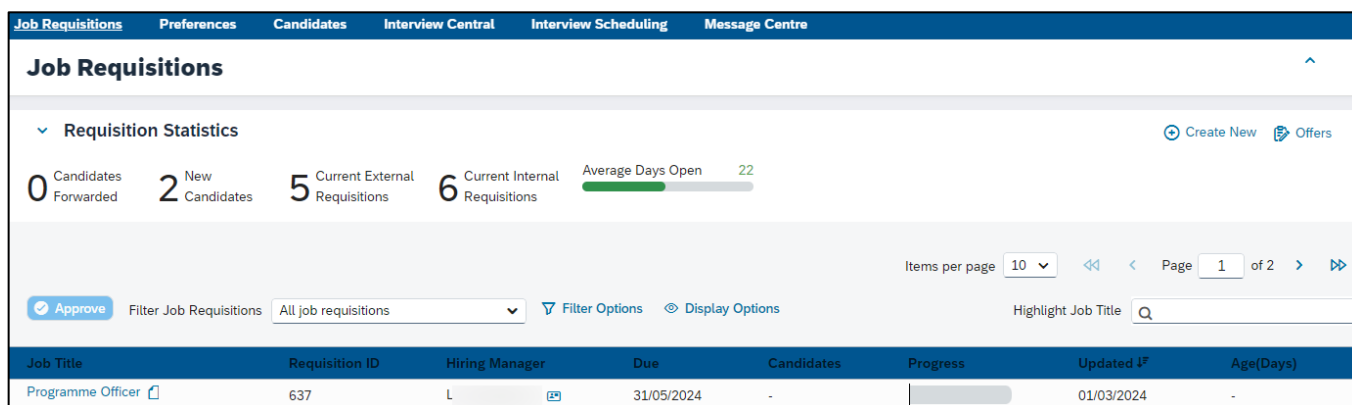 Job Requisitions Preferences Candidates Interview Central Interview Scheduling Message Centre
Job Requisitions
Requisition Statistics
Create New Offers
0 Candidates Forwarded
2 New Candidates
5 Current External Requisitions
6 Current Internal Requisitions
Average Days Open 22
Items per page 10 Page 1 of 2
Approve Filter Job Requisitions All job requisitions Filter Options Display Options Highlight Job Title
Job Title Requisition ID Hiring Manager Due Candidates Progress Updated Age(Days)
Programme Officer 637 L 31/05/2024 - 01/03/2024 -